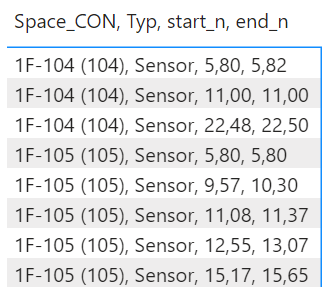 Space_CON, Typ, start_n, end_n
1F-104 (104), Sensor, 5,80, 5,82
1F-104 (104), Sensor, 11,00, 11,00
1F-104 (104), Sensor, 22,48, 22,50
1F-105 (105), Sensor, 5,80, 5,80
1F-105 (105), Sensor, 9,57, 10,30
1F-105 (105), Sensor, 11,08, 11,37
1F-105 (105), Sensor, 12,55, 13,07
1F-105 (105), Sensor, 15,17, 15,65